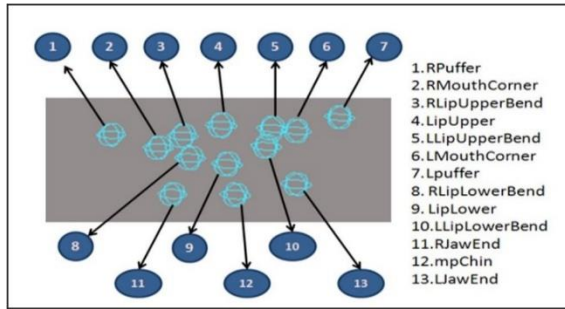 1 2 3 4 5 6 7
8 9 10
11 12 13
1.RPuffer
2.RMouthCorner
3.RLipUpperBend
4.LipUpper
5.LLipUpperBend
6.LMouthCorner
7.Lpuffer
8. RLipLowerBend
9. LipLower
10.LLipLowerBend
11.RJawEnd
12.mpChin
13.LJawEnd